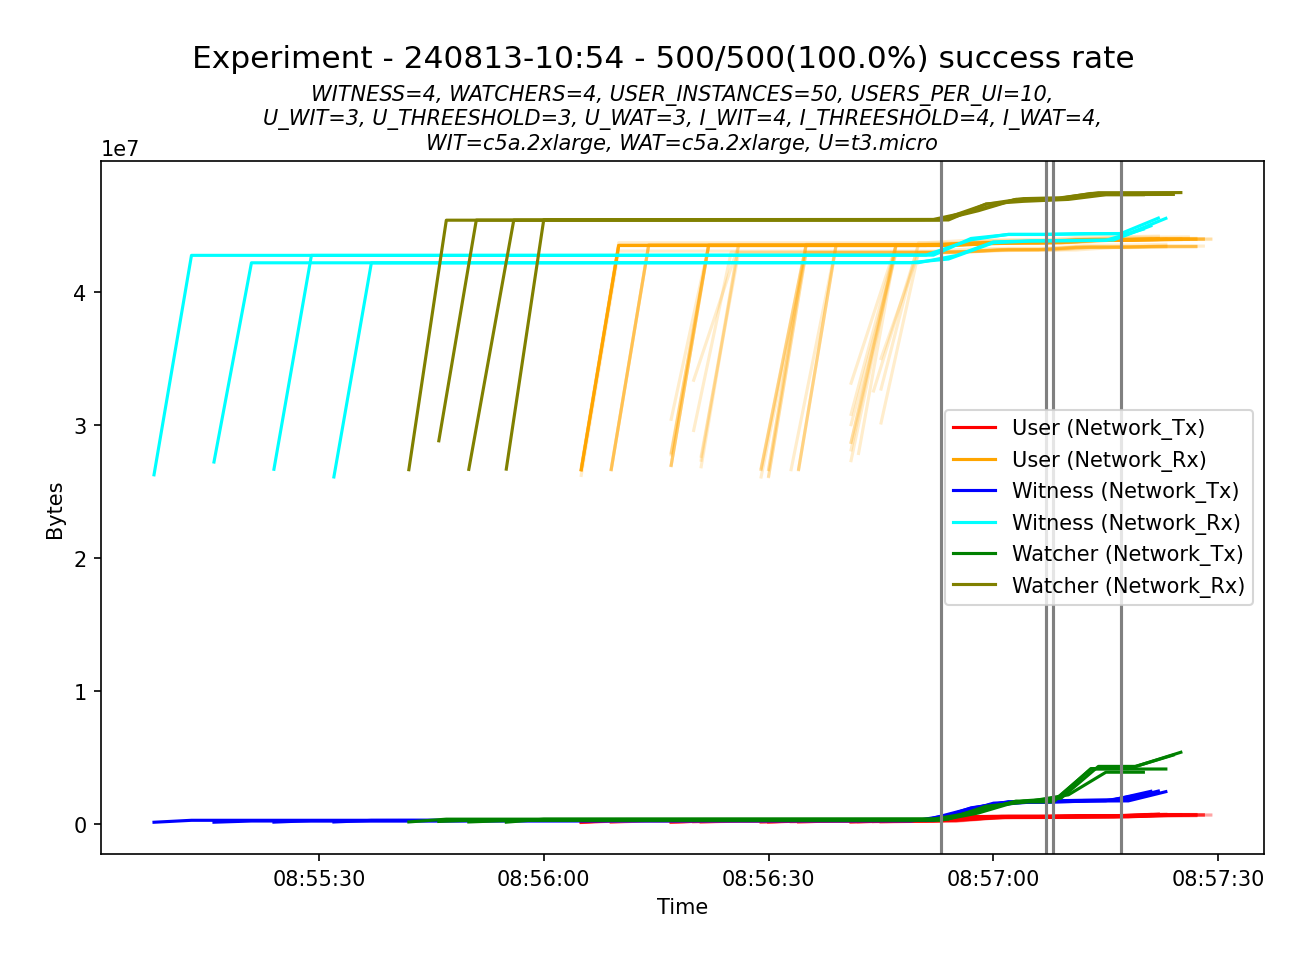 Experiment - 240813-10:54 - 500/500(100.0%) success rate
WITNESS=4, WATCHERS=4, USER_INSTANCES=50, USERS_PER_UI=10,
U_WIT=3, U_THREESHOLD=3, U_WAT=3, I_WIT=4, I_THREESHOLD=4, I_WAT=4,
WIT=c5a.2xlarge, WAT=c5a.2xlarge, U=t3.micro
1e7
4
3
2
1
0
Bytes
User (Network_Tx)
User (Network_Rx)
Witness (Network_Tx)
Witness (Network_Rx)
Watcher (Network_Tx)
Watcher (Network_Rx)
08:55:30 08:56:00 08:56:30 08:57:00 08:57:30
Time